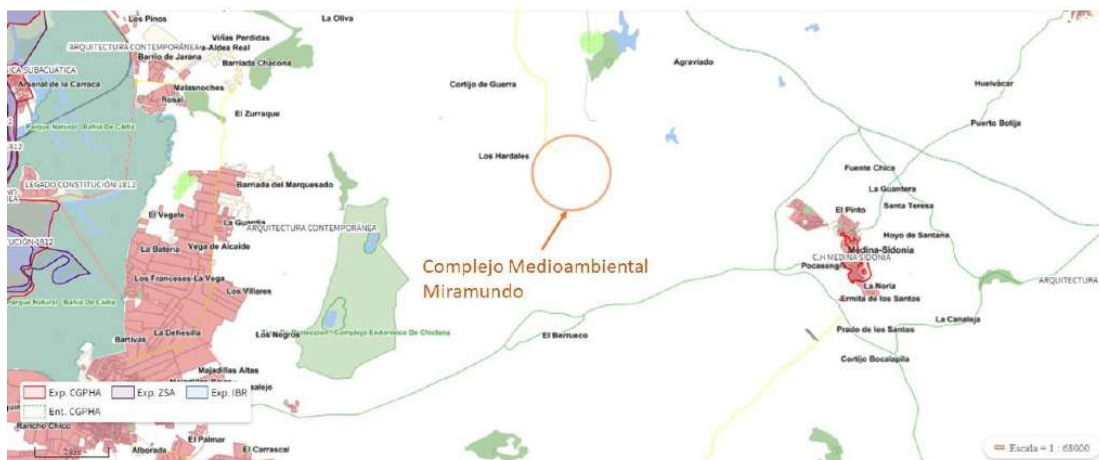 Los Pinos
La Oliva
Viñas Perdidas
ARQUITECTURA CONTEMPORÁNEA
a-Aldea Real
Barrio de Jarana
Barriada Chacona
Agraviado
ICA SUBACUÁTICA
Arsenal de la Carraca
Malasnoches
Cortijo de Guerra
Huelvácar
Rosal
El Zurraque
Puerto Botija
Parque Natural - Bahía De Cádiz
1812
Los Hardales
Fuente Chica
LEGADO CONSTITUCIÓN 1812
Barriada del Marquesado
La Guantera
El Vegete
El Pinto
Santa Teresa
La Guardia
ARQUITECTURA CONTEMPORÁNEA
Hoyo de Santana
La Batería
Vega de Alcaide
Medina-Sidonia
C.H MEDINA SIDONIA
Complejo Medioambiental
Miramundo
Los Franceses-La Vega
Los Villares
La Noria
ARQUITECTURA
Parque Natural - Bahía De Cádiz
Ermita de los Santos
La Dehesilla
Los Negros
Complejo Endorreico De Chiclana
El Berrueco
Prado de los Santos
La Canaleja
Bartivas
Majadillas Altas
Cortijo Bocalapila
Exp. CGPHA
Exp. ZSA
Exp. IBR
Ent. CGPHA
Rancho Chico
El Palmar
Alborada
El Carrascal
Escala = 1 : 68000